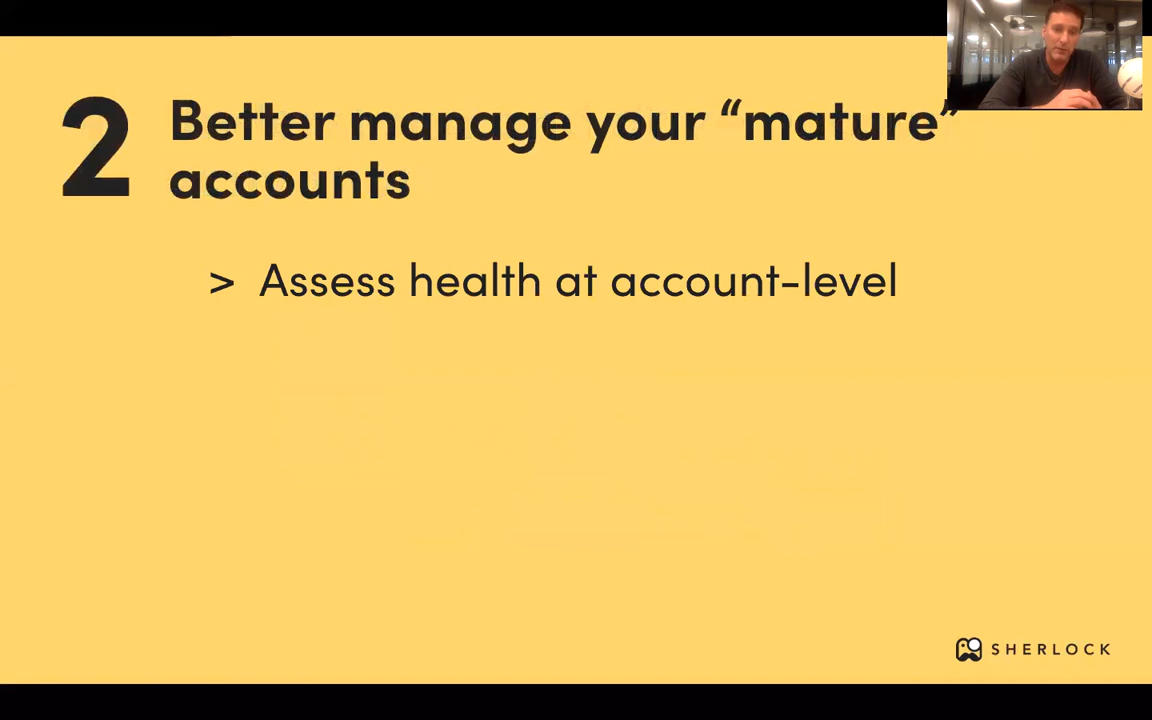 2
Better manage your “mature”
accounts
> Assess health at account-level
SHERLOCK